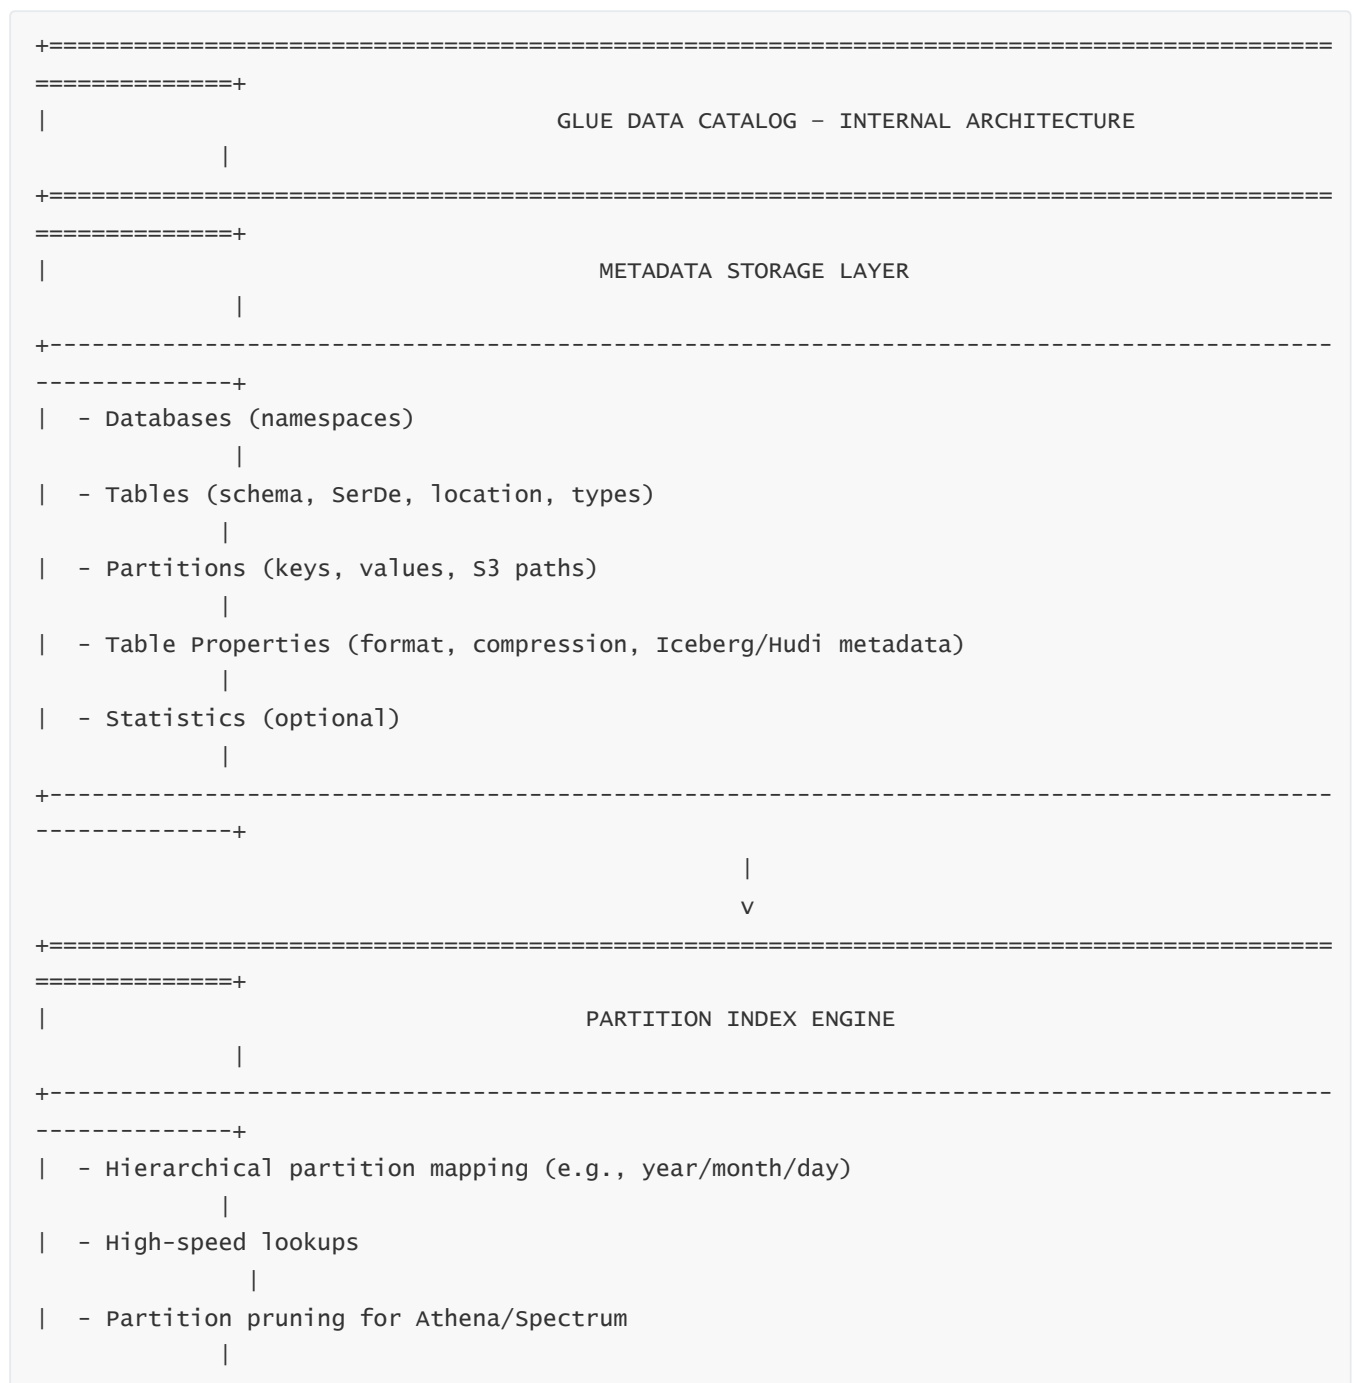 +===========================================================================================
==============+
|                                    GLUE DATA CATALOG – INTERNAL ARCHITECTURE
             |
+===========================================================================================
==============+
|                                       METADATA STORAGE LAYER
              |
+-------------------------------------------------------------------------------------------
--------------+
|  - Databases (namespaces)
              |
|  - Tables (schema, SerDe, location, types)
             |
|  - Partitions (keys, values, S3 paths)
             |
|  - Table Properties (format, compression, Iceberg/Hudi metadata)
             |
|  - Statistics (optional)
             |
+-------------------------------------------------------------------------------------------
--------------+
                                                  |
                                                  v
+===========================================================================================
==============+
|                                      PARTITION INDEX ENGINE
              |
+-------------------------------------------------------------------------------------------
--------------+
|  - Hierarchical partition mapping (e.g., year/month/day)
             |
|  - High-speed lookups
               |
|  - Partition pruning for Athena/Spectrum
             |